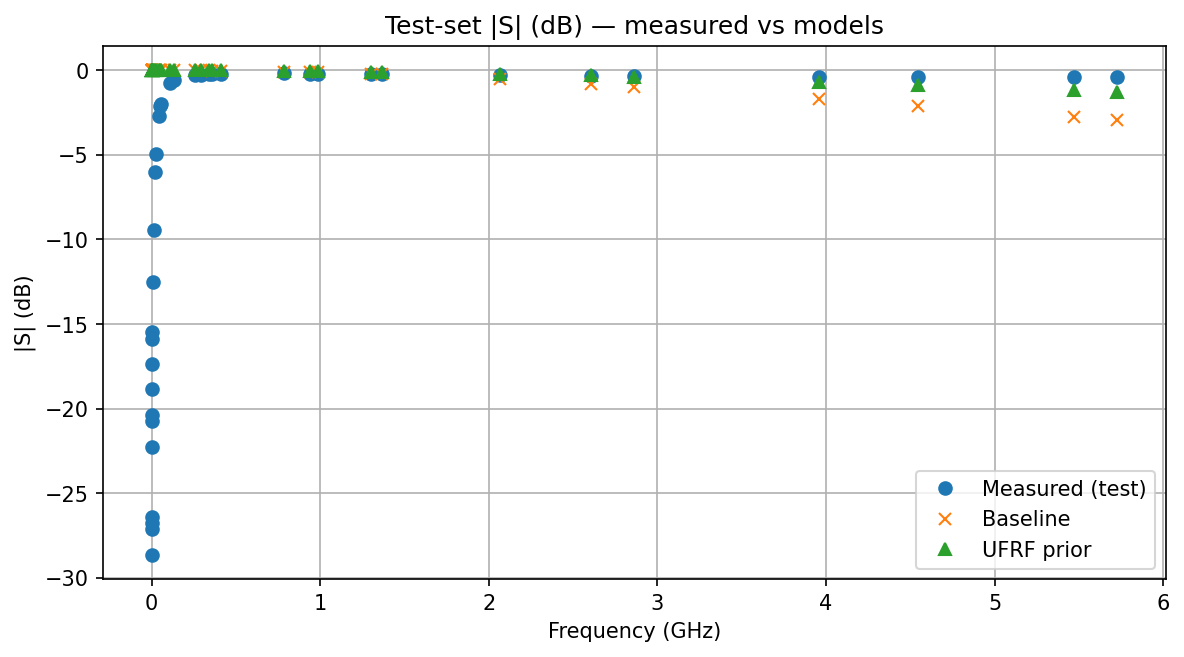 Test-set |S| (dB) — measured vs models
|S| (dB)
0
−5
−10
−15
−20
−25
−30
0
1
2
3
4
5
6
Frequency (GHz)
Measured (test)
Baseline
UFRF prior